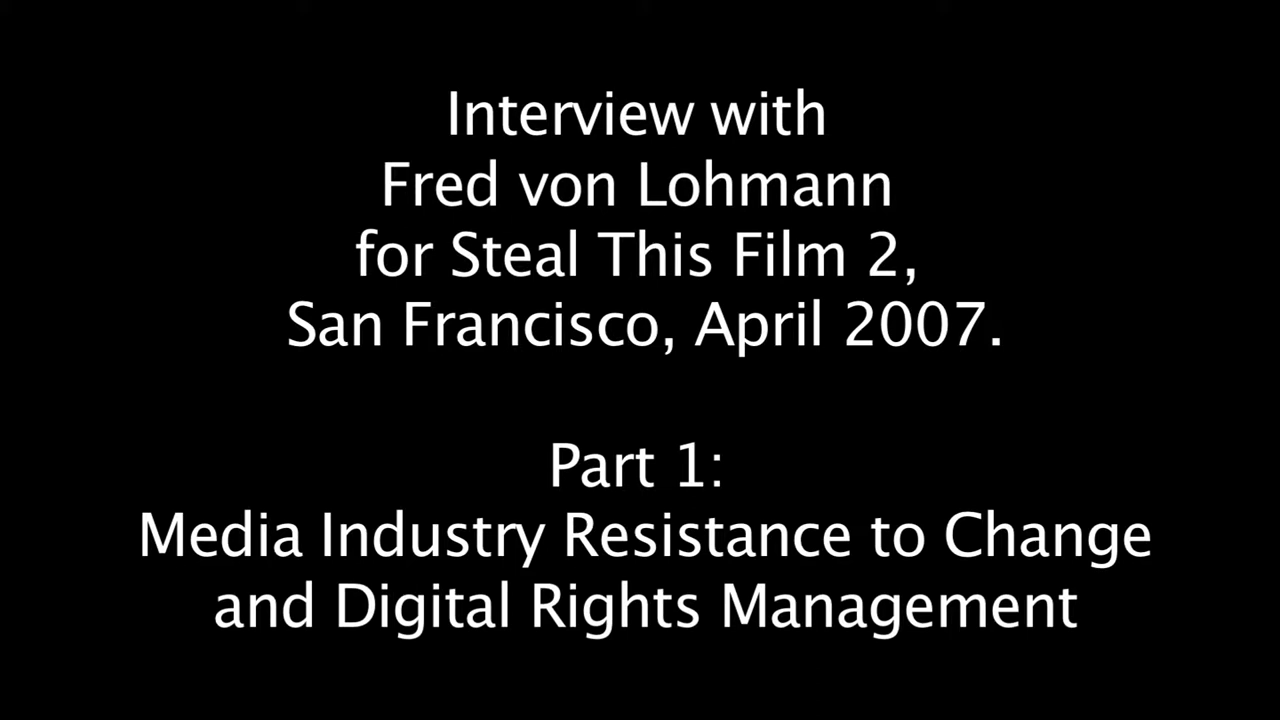 Interview with
Fred von Lohmann
for Steal This Film 2,
San Francisco, April 2007.
Part 1:
Media Industry Resistance to Change
and Digital Rights Management